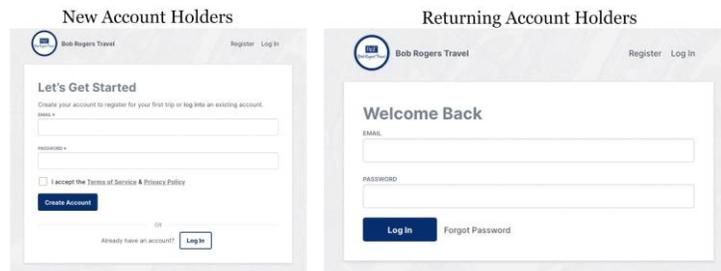 New Account Holders
Bob Rogers Travel
Register Log In
Let's Get Started
Create your account to register for your first trip or log into an existing account.
EMAIL *
PASSWORD *
I accept the Terms of Service & Privacy Policy
Create Account
OR
Already have an account? Log In
Returning Account Holders
Bob Rogers Travel
Register Log In
Welcome Back
EMAIL
PASSWORD
Log In Forgot Password